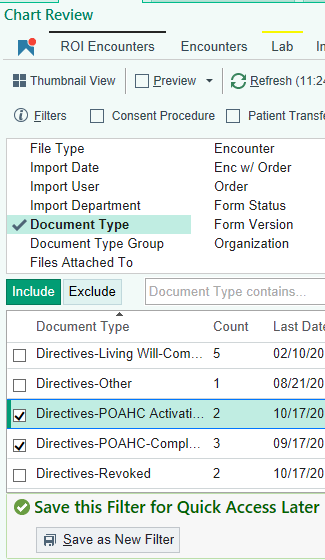 Chart Review
ROI Encounters Encounters Lab
Thumbnail View Preview Refresh (11:24
Filters Consent Procedure Patient Transfe
File Type Encounter
Import Date Enc w/ Order
Import User Order
Import Department Form Status
Document Type Form Version
Document Type Group Organization
Files Attached To
Include Exclude Document Type contains...
Document Type Count Last Date
Directives-Living Will-Com... 5 02/10/20
Directives-Other 1 08/21/20
Directives-POAHC Activati... 2 10/17/20
Directives-POAHC-Compl... 3 09/17/20
Directives-Revoked 2 10/17/20
Save this Filter for Quick Access Later
Save as New Filter